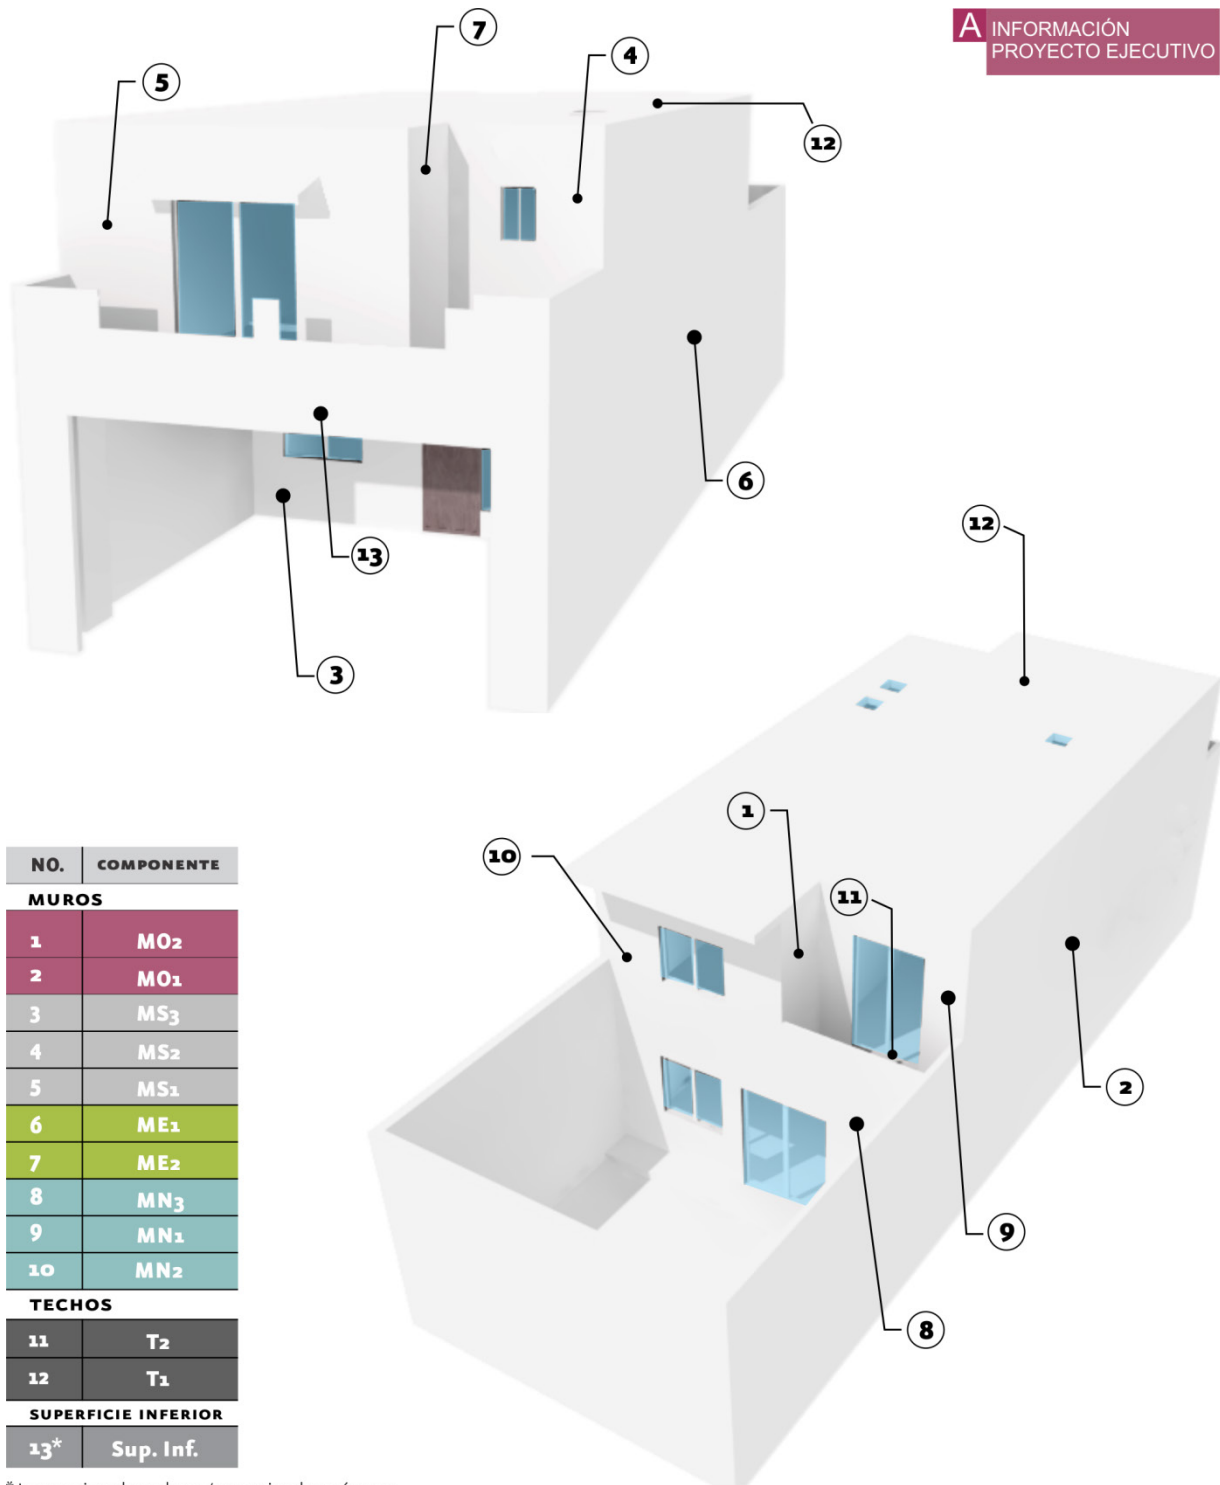 A INFORMACIÓN
PROYECTO EJECUTIVO
7
4
5
12
6
13
3
12
1
10
11
2
9
8
NO. COMPONENTE
MUROS
1 MO2
2 MO1
3 MS3
4 MS2
5 MS1
6 ME1
7 ME2
8 MN3
9 MN1
10 MN2
TECHOS
11 T2
12 T1
SUPERFICIE INFERIOR
13* Sup. Inf.